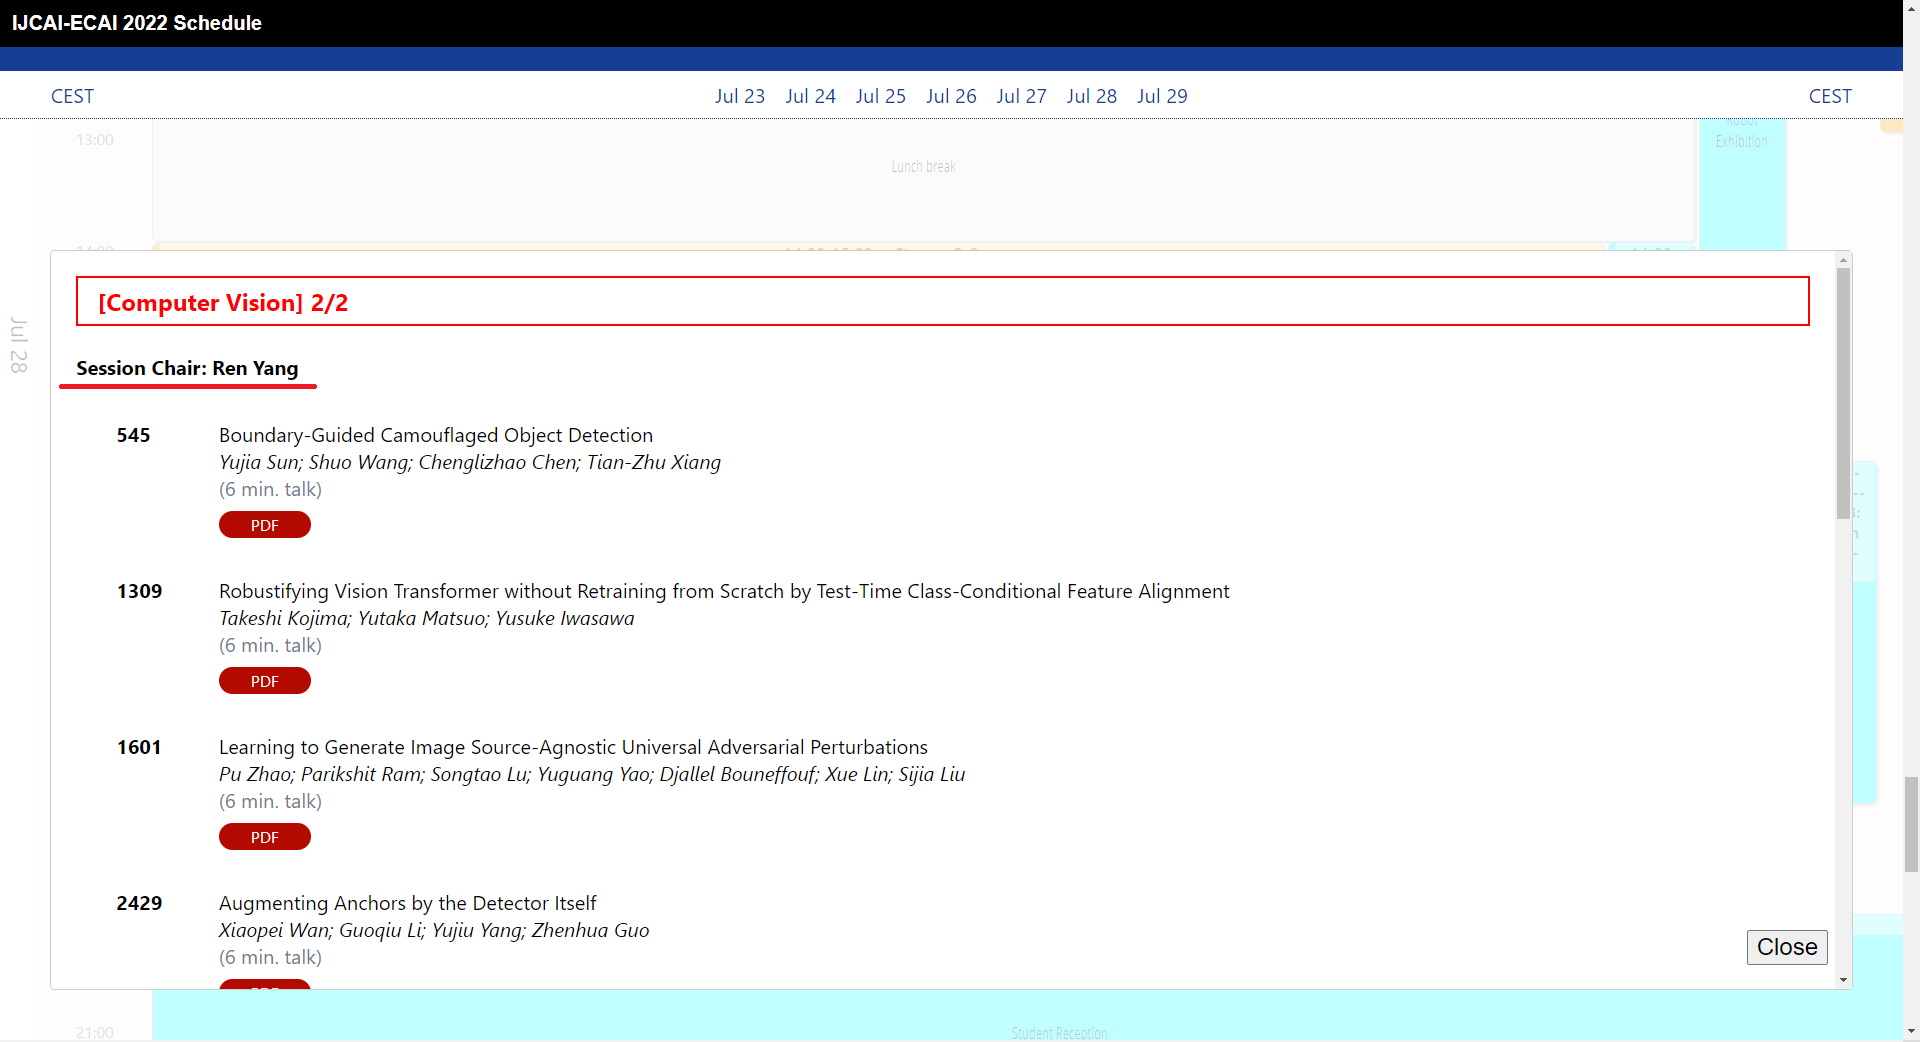 IJCAI-ECAI 2022 Schedule
CEST Jul 23 Jul 24 Jul 25 Jul 26 Jul 27 Jul 28 Jul 29 CEST
13:00
Exhibition
Lunch break
Jul 28
[Computer Vision] 2/2
Session Chair: Ren Yang
545 Boundary-Guided Camouflaged Object Detection
Yujia Sun; Shuo Wang; Chenglizhao Chen; Tian-Zhu Xiang
(6 min. talk)
PDF
1309 Robustifying Vision Transformer without Retraining from Scratch by Test-Time Class-Conditional Feature Alignment
Takeshi Kojima; Yutaka Matsuo; Yusuke Iwasawa
(6 min. talk)
PDF
1601 Learning to Generate Image Source-Agnostic Universal Adversarial Perturbations
Pu Zhao; Parikshit Ram; Songtao Lu; Yuguang Yao; Djallel Bouneffouf; Xue Lin; Sijia Liu
(6 min. talk)
PDF
2429 Augmenting Anchors by the Detector Itself
Xiaopei Wan; Guoqiu Li; Yujiu Yang; Zhenhua Guo
(6 min. talk)
Close
21:00
Student Reception